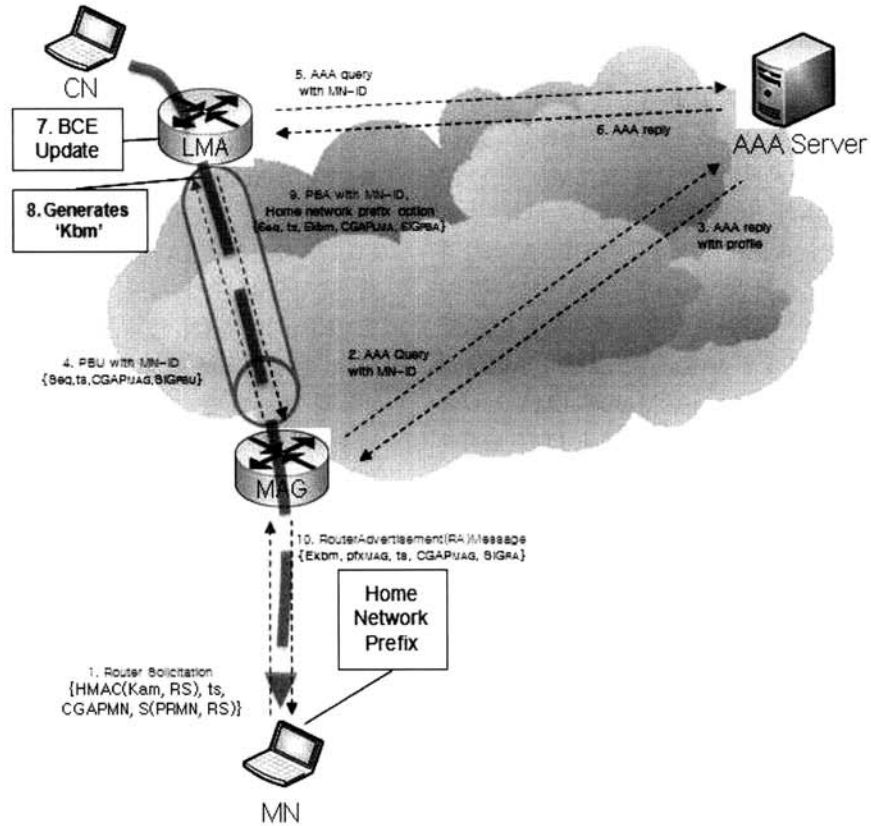 CN
5. AAA query
with MN-ID
7. BCE
Update
LMA
6. AAA reply
AAA Server
8. Generates
'Kbm'
9. PBA with MN-ID,
Home network prefix option
{Seq, ts, Ekbm, CGAPLMA, SIGPBA}
3. AAA reply
with profile
4. PBU with MN-ID
{Seq,ts,CGAPMAG,SIGPBU}
2. AAA Query
with MN-ID
MAG
10. RouterAdvertisement(RA)Message
{Ekbm, pfxMAG, ts, CGAPMAG, SIGRA}
Home
Network
Prefix
1. Router Solicitation
{HMAC(Kam, RS), ts,
CGAPMN, S(PRMN, RS)}
MN